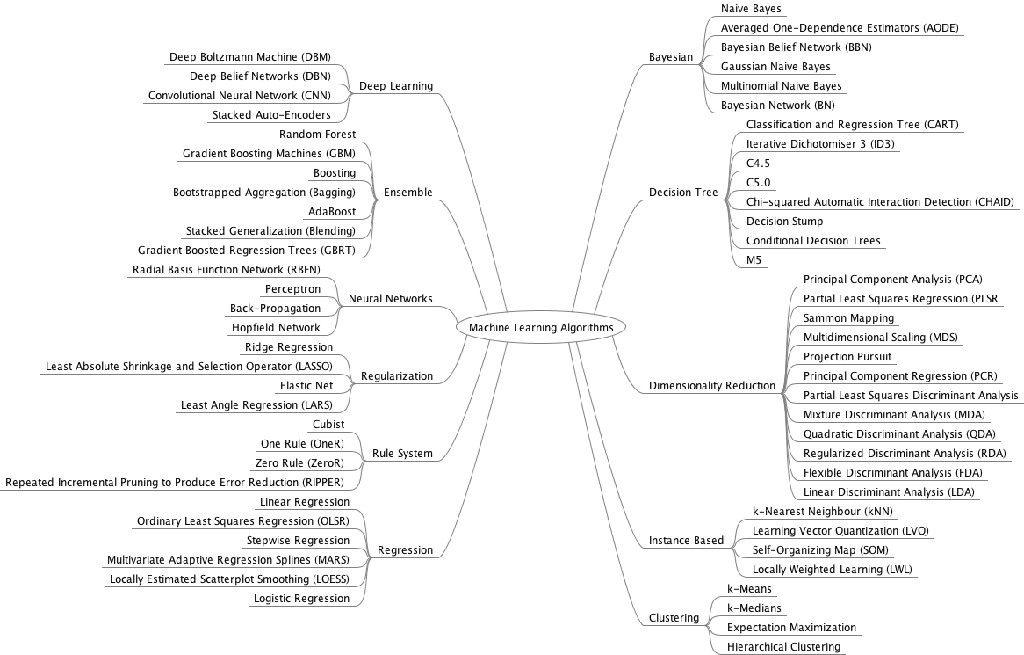 Machine Learning Algorithms
Deep Learning
Deep Boltzmann Machine (DBM)
Deep Belief Networks (DBN)
Convolutional Neural Network (CNN)
Stacked Auto-Encoders
Ensemble
Random Forest
Gradient Boosting Machines (GBM)
Boosting
Bootstrapped Aggregation (Bagging)
AdaBoost
Stacked Generalization (Blending)
Gradient Boosted Regression Trees (GBRT)
Neural Networks
Radial Basis Function Network (RBFN)
Perceptron
Back-Propagation
Hopfield Network
Regularization
Ridge Regression
Least Absolute Shrinkage and Selection Operator (LASSO)
Elastic Net
Least Angle Regression (LARS)
Rule System
Cubist
One Rule (OneR)
Zero Rule (ZeroR)
Repeated Incremental Pruning to Produce Error Reduction (RIPPER)
Regression
Linear Regression
Ordinary Least Squares Regression (OLSR)
Stepwise Regression
Multivariate Adaptive Regression Splines (MARS)
Locally Estimated Scatterplot Smoothing (LOESS)
Logistic Regression
Bayesian
Naive Bayes
Averaged One-Dependence Estimators (AODE)
Bayesian Belief Network (BBN)
Gaussian Naive Bayes
Multinomial Naive Bayes
Bayesian Network (BN)
Decision Tree
Classification and Regression Tree (CART)
Iterative Dichotomiser 3 (ID3)
C4.5
C5.0
Chi-squared Automatic Interaction Detection (CHAID)
Decision Stump
Conditional Decision Trees
M5
Dimensionality Reduction
Principal Component Analysis (PCA)
Partial Least Squares Regression (PLSR
Sammon Mapping
Multidimensional Scaling (MDS)
Projection Pursuit
Principal Component Regression (PCR)
Partial Least Squares Discriminant Analysis
Mixture Discriminant Analysis (MDA)
Quadratic Discriminant Analysis (QDA)
Regularized Discriminant Analysis (RDA)
Flexible Discriminant Analysis (FDA)
Linear Discriminant Analysis (LDA)
Instance Based
k-Nearest Neighbour (kNN)
Learning Vector Quantization (LVQ)
Self-Organizing Map (SOM)
Locally Weighted Learning (LWL)
Clustering
k-Means
k-Medians
Expectation Maximization
Hierarchical Clustering